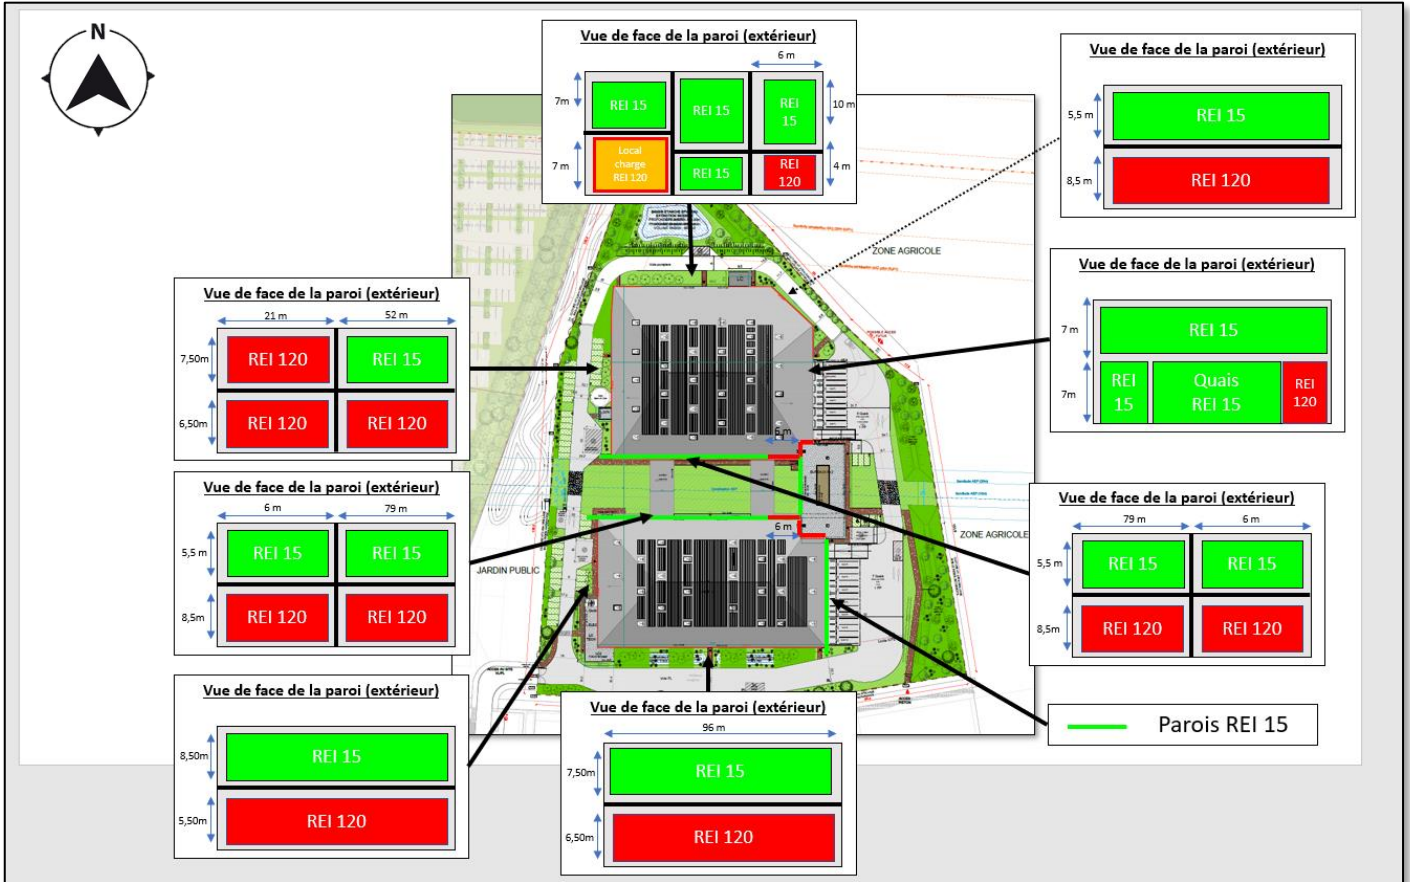 N
Vue de face de la paroi (extérieur)
6 m
7m
REI 15
REI 15
REI
15
10 m
7 m
Local
charge
REI 120
REI 15
REI
120
4 m
Vue de face de la paroi (extérieur)
5,5 m
REI 15
8,5 m
REI 120
ZONE AGRICOLE
Vue de face de la paroi (extérieur)
7 m
REI 15
7m
REI
15
Quais
REI 15
REI
120
Vue de face de la paroi (extérieur)
21 m
52 m
7,50m
REI 120
REI 15
6,50m
REI 120
REI 120
6 m
Vue de face de la paroi (extérieur)
6 m
79 m
5,5 m
REI 15
REI 15
8,5m
REI 120
REI 120
6 m
JARDIN PUBLIC
ZONE AGRICOLE
Vue de face de la paroi (extérieur)
79 m
6 m
5,5 m
REI 15
REI 15
8,5m
REI 120
REI 120
Vue de face de la paroi (extérieur)
8,50m
REI 15
5,50m
REI 120
Vue de face de la paroi (extérieur)
96 m
7,50m
REI 15
6,50m
REI 120
Parois REI 15